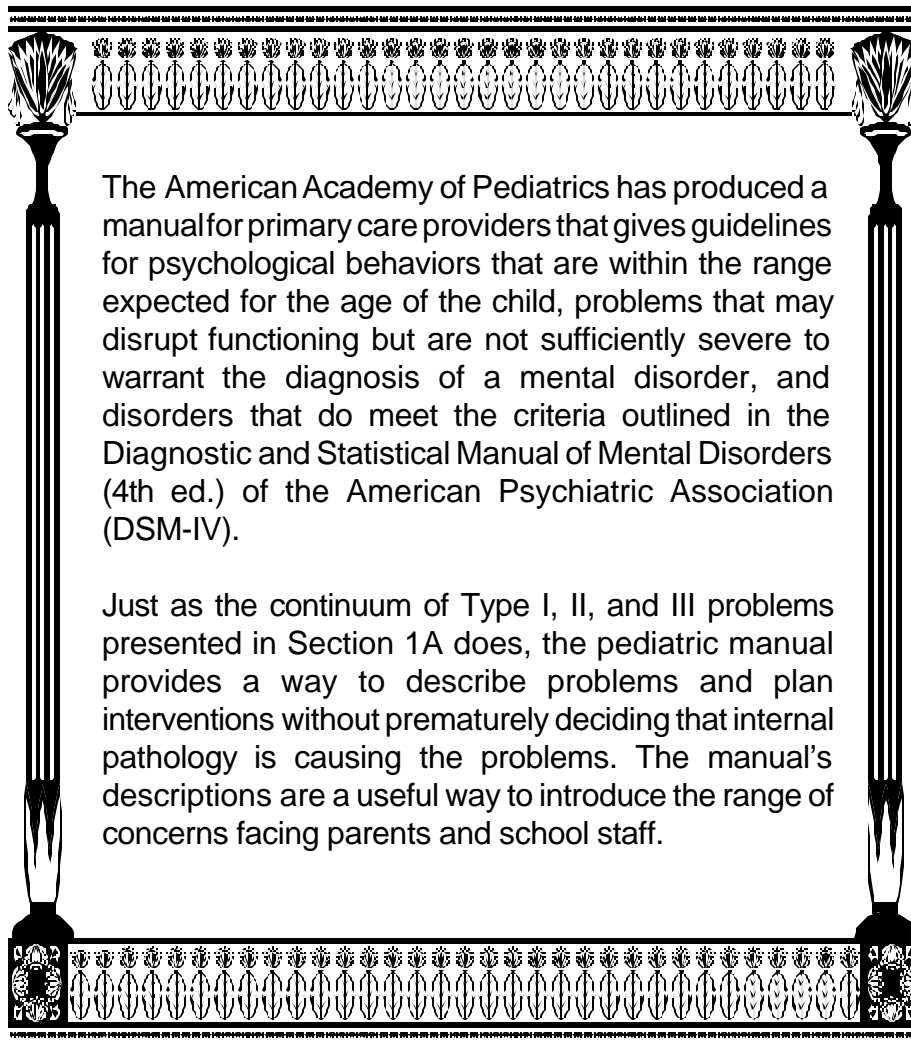 The American Academy of Pediatrics has produced a
manual for primary care providers that gives guidelines
for psychological behaviors that are within the range
expected for the age of the child, problems that may
disrupt functioning but are not sufficiently severe to
warrant the diagnosis of a mental disorder, and
disorders that do meet the criteria outlined in the
Diagnostic and Statistical Manual of Mental Disorders
(4th ed.) of the American Psychiatric Association
(DSM-IV).
Just as the continuum of Type I, II, and III problems
presented in Section 1A does, the pediatric manual
provides a way to describe problems and plan
interventions without prematurely deciding that internal
pathology is causing the problems. The manual's
descriptions are a useful way to introduce the range of
concerns facing parents and school staff.